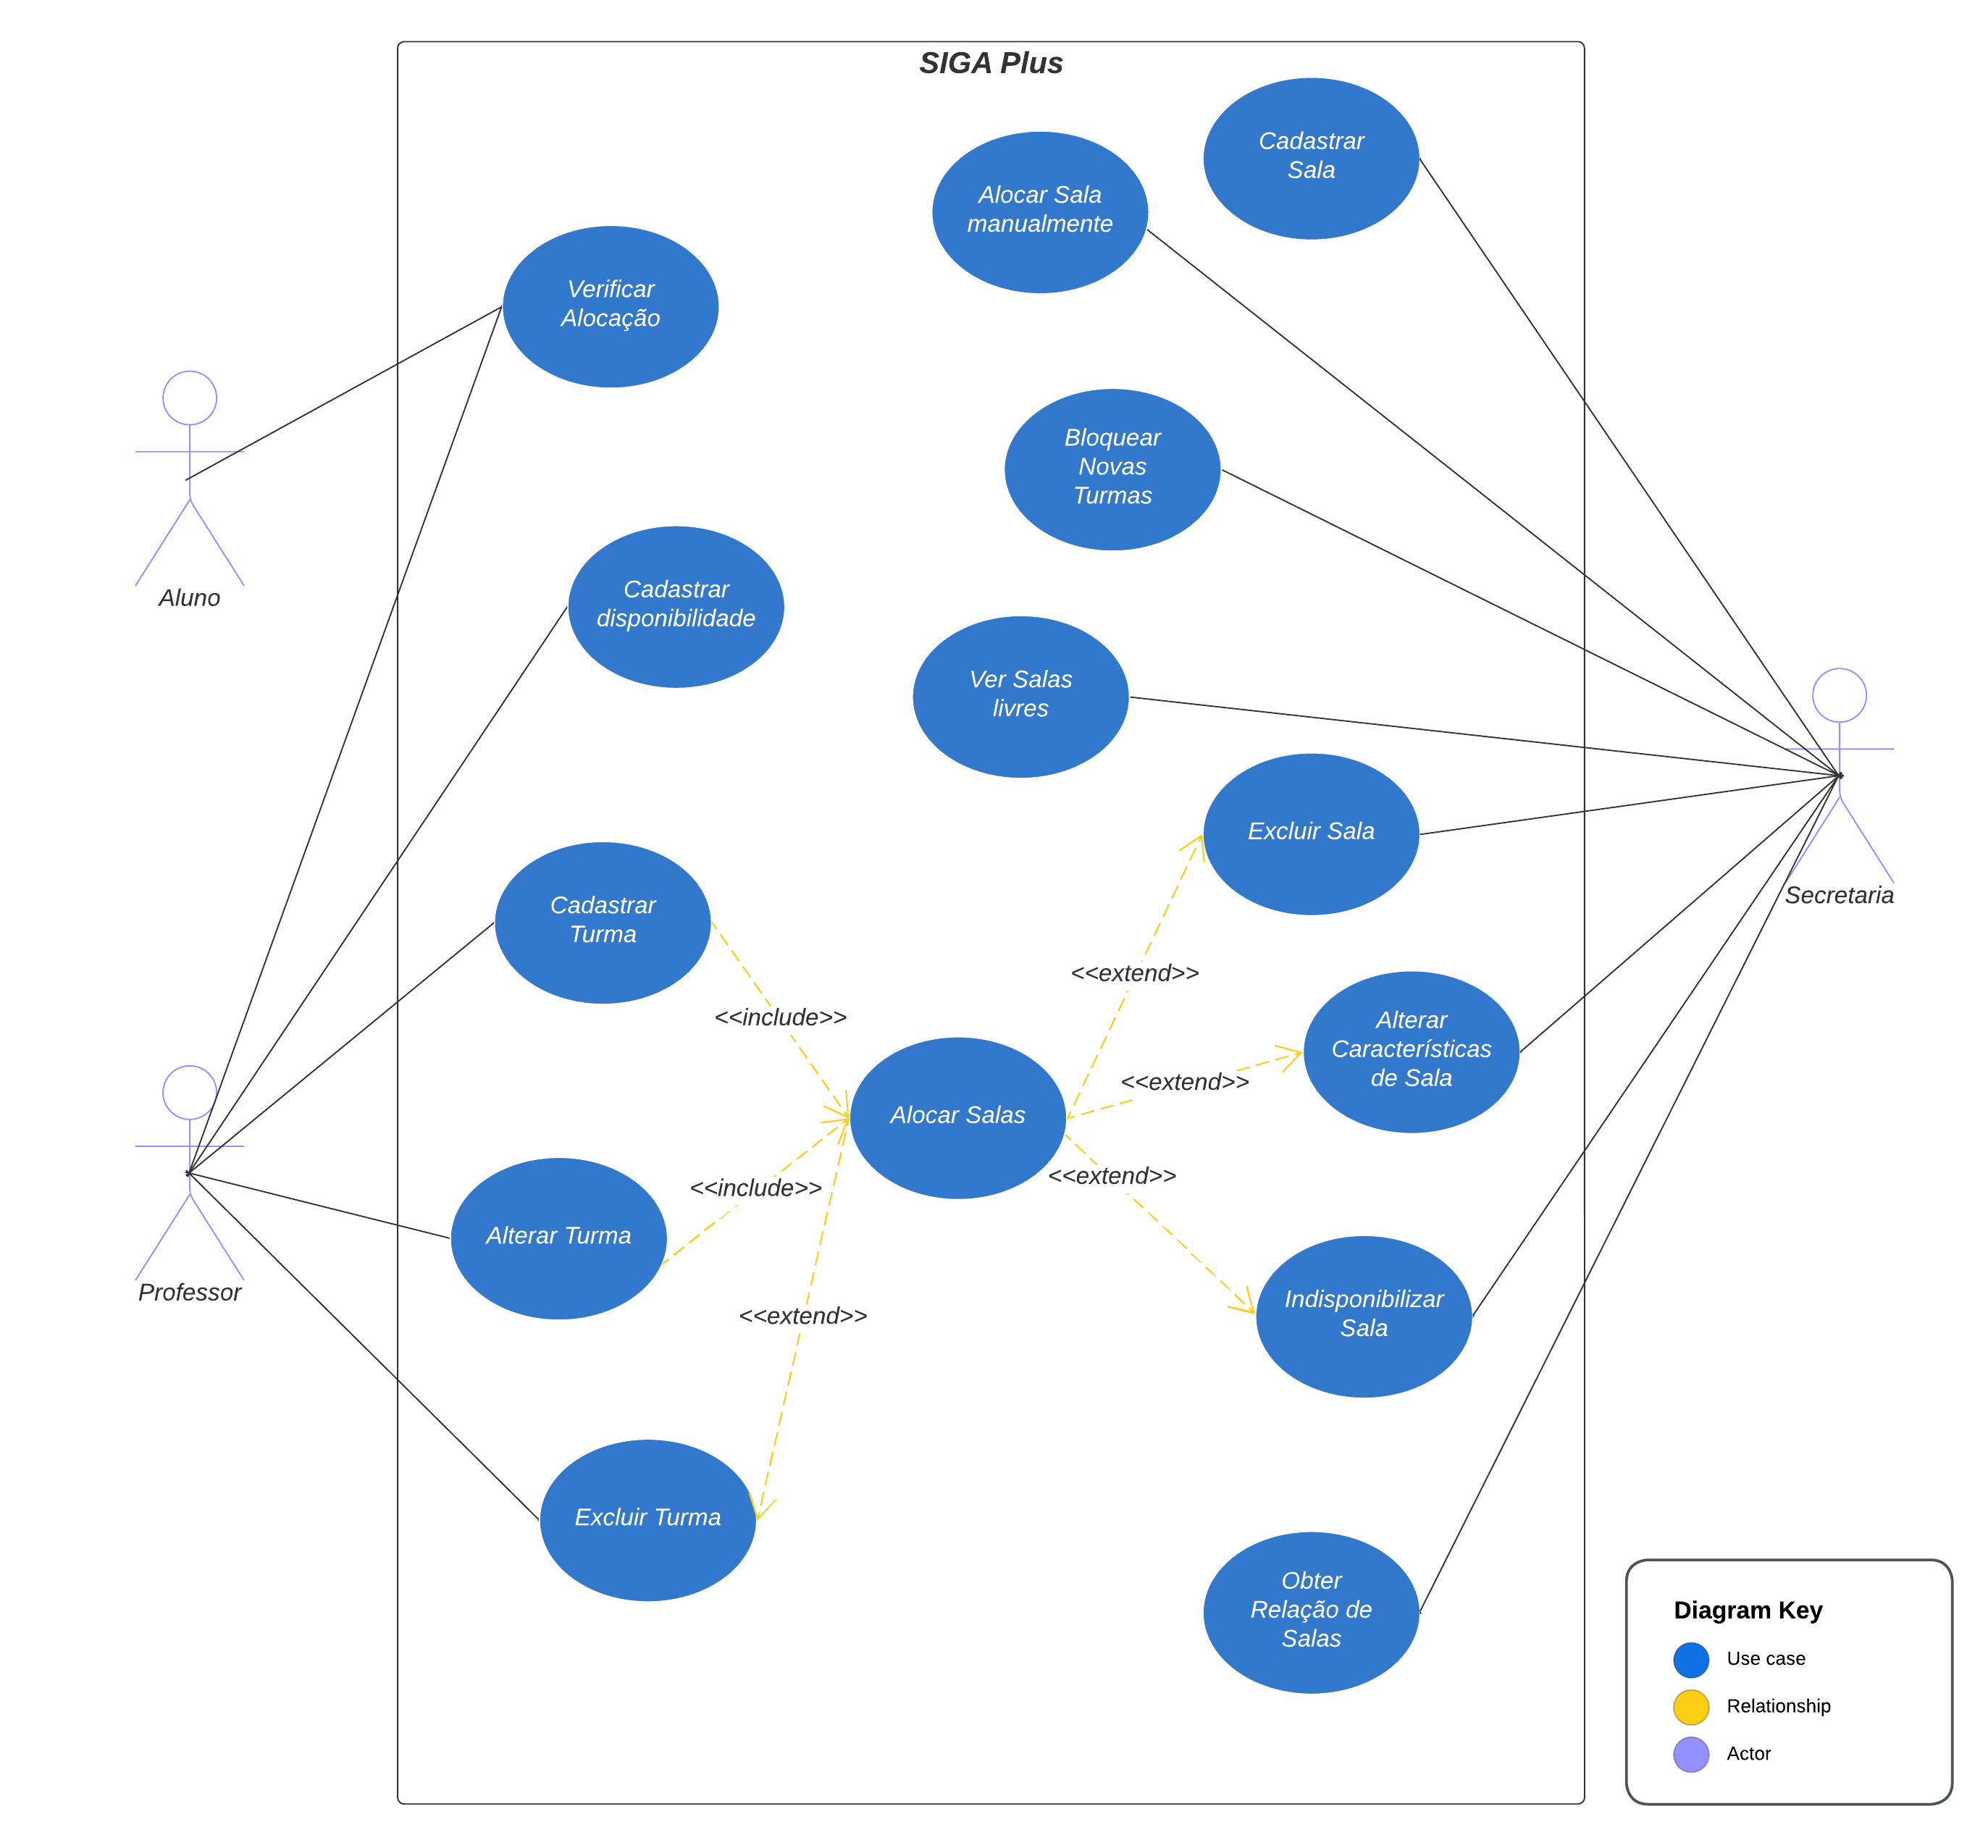 SIGA Plus
Cadastrar
Sala
Alocar Sala
manualmente
Verificar
Alocação
Bloquear
Novas
Turmas
Aluno
Cadastrar
disponibilidade
Ver Salas
livres
Excluir Sala
Secretaria
Cadastrar
Turma
<<extend>>
<<include>>
Alterar
Características
de Sala
<<extend>>
Alocar Salas
<<extend>>
<<include>>
Alterar Turma
Professor
Indisponibilizar
Sala
<<extend>>
Excluir Turma
Obter
Relação de
Salas
Diagram Key
Use case
Relationship
Actor